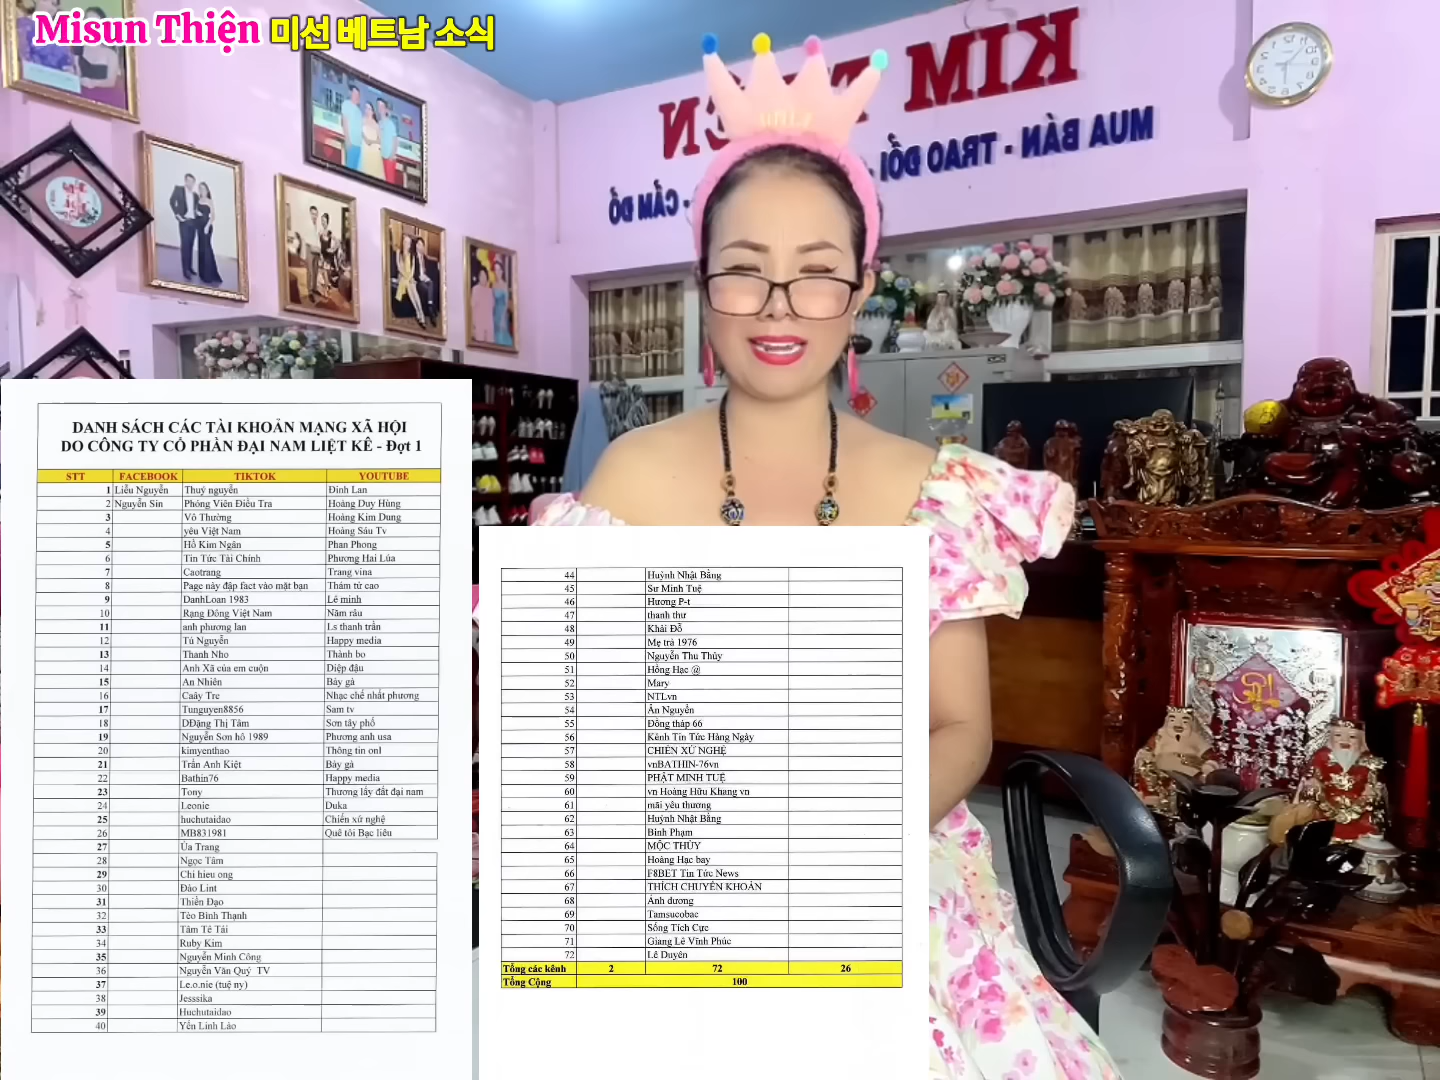 Misun Thiện 미선 베트남 소식
KIM
MUA BÁN - TRAO ĐỔI - CẦM ĐỒ
DANH SÁCH CÁC TÀI KHOẢN MẠNG XÃ HỘI
DO CÔNG TY CỔ PHẦN ĐẠI NAM LIỆT KÊ - Đợt 1
STT FACEBOOK TIKTOK YOUTUBE
1 Liễu Nguyễn Thuý nguyễn Đinh Lan
2 Nguyễn Sin Phóng Viên Điều Tra Hoàng Duy Hùng
3 Vô Thường Hoàng Kim Dung
4 yêu Việt Nam Hoàng Sáu Tv
5 Hồ Kim Ngân Phan Phong
6 Tin Tức Tài Chính Phương Hai Lúa
7 Caotrang Trang vina
8 Page này đập fact vào mặt bạn Thám tử cao
9 DanhLoan 1983 Lê minh
10 Rạng Đông Việt Nam Năm râu
11 anh phương lan Ls thanh trần
12 Tú Nguyễn Happy media
13 Thanh Nho Thành bo
14 Anh Xã của em cuộn Diệp đậu
15 An Nhiên Bảy gà
16 Caây Tre Nhạc chế nhất phương
17 Tunguyen8856 Sam tv
18 DĐặng Thị Tâm Sơn tây phố
19 Nguyễn Sơn hô 1989 Phương anh usa
20 kimyenthao Thông tin onl
21 Trần Anh Kiệt Bảy gà
22 Bathin76 Happy media
23 Tony Thương lấy đất đại nam
24 Leonie Duka
25 huchutaidao Chiến xứ nghệ
26 MB831981 Quê tôi Bạc liêu
27 Úa Trang
28 Ngọc Tâm
29 Chi hieu ong
30 Đào Lint
31 Thiền Đạo
32 Tèo Bình Thạnh
33 Tâm Tê Tái
34 Ruby Kim
35 Nguyễn Minh Công
36 Nguyễn Văn Quý TV
37 Le.o.nie (tuệ ny)
38 Jesssika
39 Huchutaidao
40 Yến Linh Lào
44 Huỳnh Nhật Bằng
45 Sư Minh Tuệ
46 Hương P-t
47 thanh thư
48 Khải Đỗ
49 Mẹ trà 1976
50 Nguyễn Thu Thủy
51 Hồng Hạc @
52 Mary
53 NTLvn
54 Ân Nguyễn
55 Đồng tháp 66
56 Kênh Tin Tức Hàng Ngày
57 CHIẾN XỨ NGHỆ
58 vnBATHIN-76vn
59 PHẬT MINH TUỆ
60 vn Hoàng Hữu Khang vn
61 mãi yêu thương
62 Huỳnh Nhật Bằng
63 Bình Phạm
64 MỘC THỦY
65 Hoàng Hạc bay
66 F8BET Tin Tức News
67 THÍCH CHUYỂN KHOẢN
68 Ánh dương
69 Tamsucobac
70 Sống Tích Cực
71 Giang Lê Vĩnh Phúc
72 Lê Duyên
Tổng các kênh 2 72 26
Tổng Cộng 100